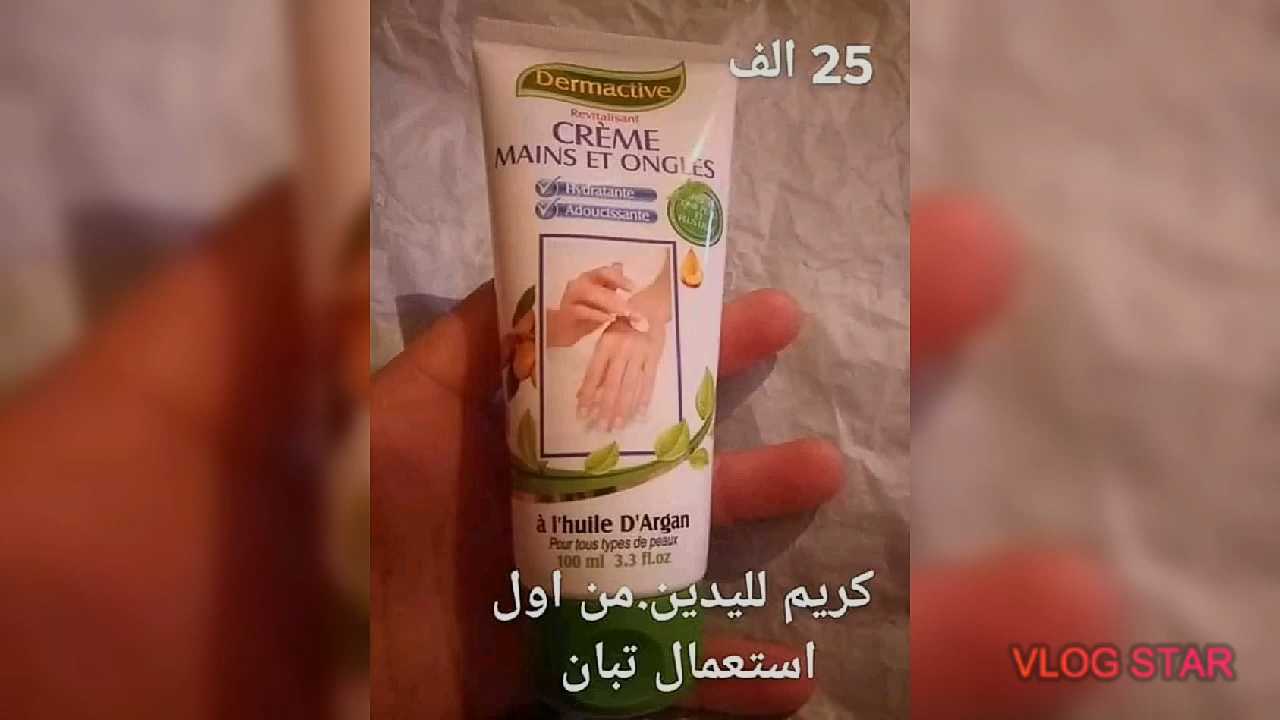 25 الف
Dermactive
Revitalisant
CRÈME
MAINS ET ONGLES
Hydratante
Adoucissante
à l'huile D'Argan
Pour tous types de peaux
100 ml 3.3 fl.oz
كريم لليدين.من اول
استعمال تبان
VLOG STAR